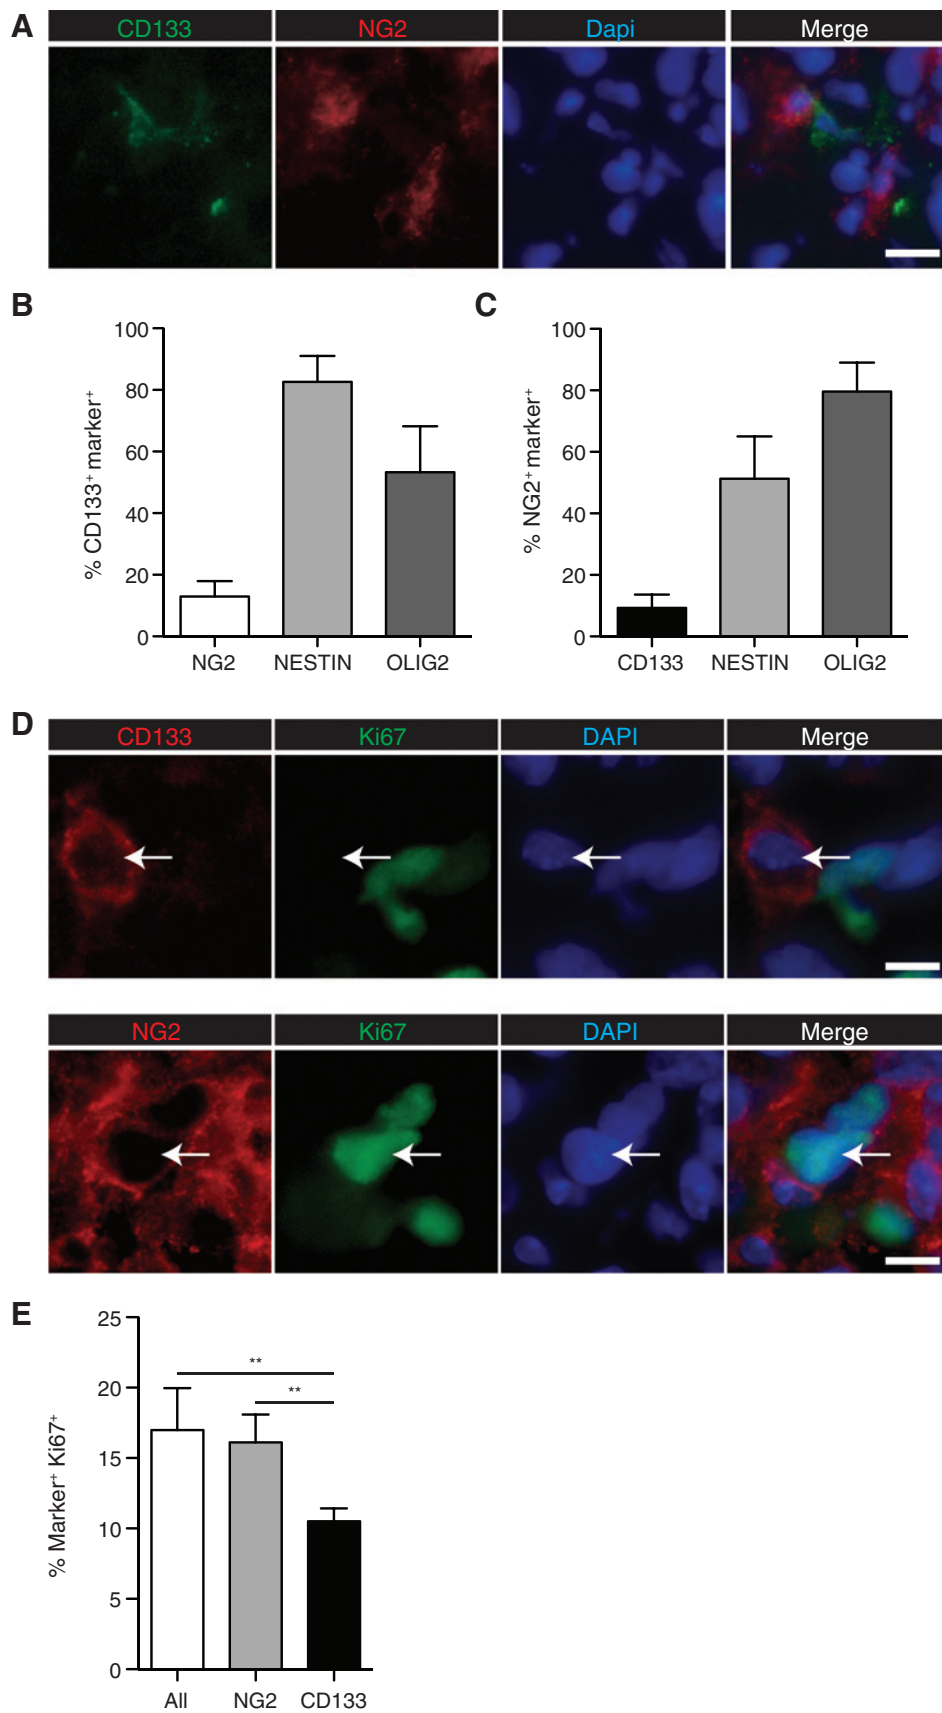 A
CD133 NG2 Dapi Merge
B
100
80
60
40
20
0
% CD133⁺ marker⁺
NG2 NESTIN OLIG2
C
100
80
60
40
20
0
% NG2⁺ marker⁺
CD133 NESTIN OLIG2
D
CD133 Ki67 DAPI Merge
NG2 Ki67 DAPI Merge
E
25
20
15
10
5
0
% Marker⁺ Ki67⁺
**
**
All NG2 CD133